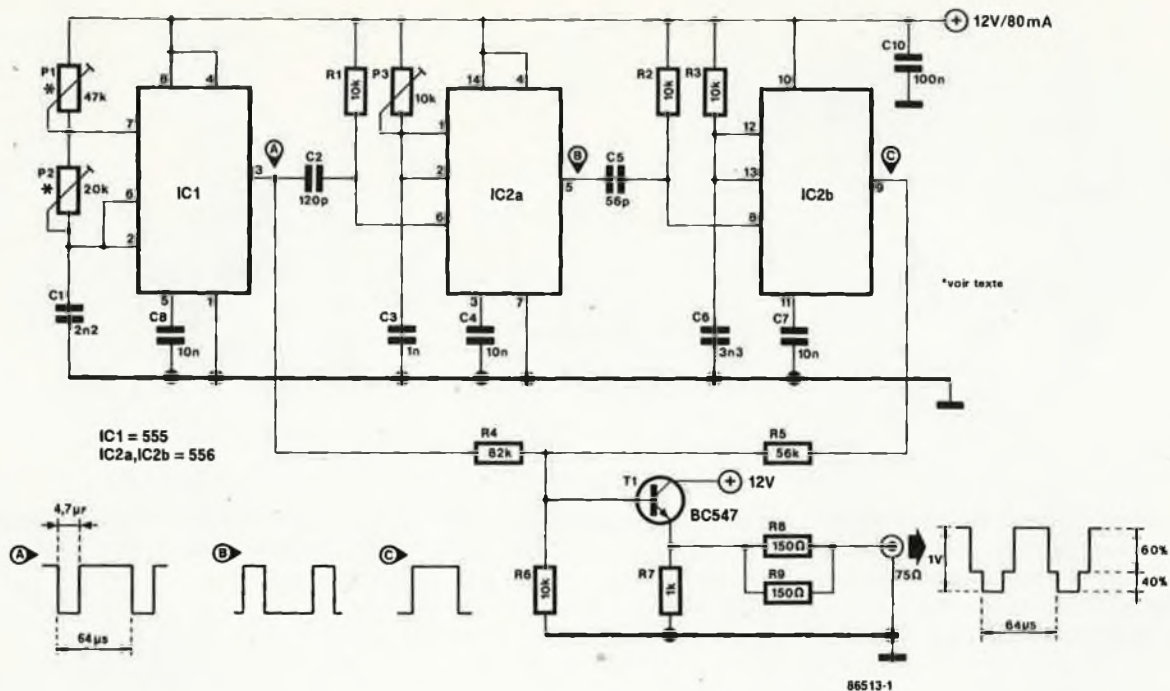 12V/80mA
C10
100n
P1
*
47k
P2
*
20k
C1
2n2
8
4
7
6
2
3
5
1
IC1
C8
10n
A
C2
120p
R1
10k
P3
10k
14
4
1
2
6
5
3
7
IC2a
C3
1n
C4
10n
B
C5
56p
R2
10k
R3
10k
10
12
13
8
9
11
IC2b
C6
3n3
C7
10n
C
*voir texte
IC1 = 555
IC2a,IC2b = 556
R4
82k
R5
56k
T1
12V
BC547
R6
10k
R7
1k
R8
150Ω
R9
150Ω
75Ω
1V
60%
40%
64µs
A
4,7µs
64µs
B
C
86513-1